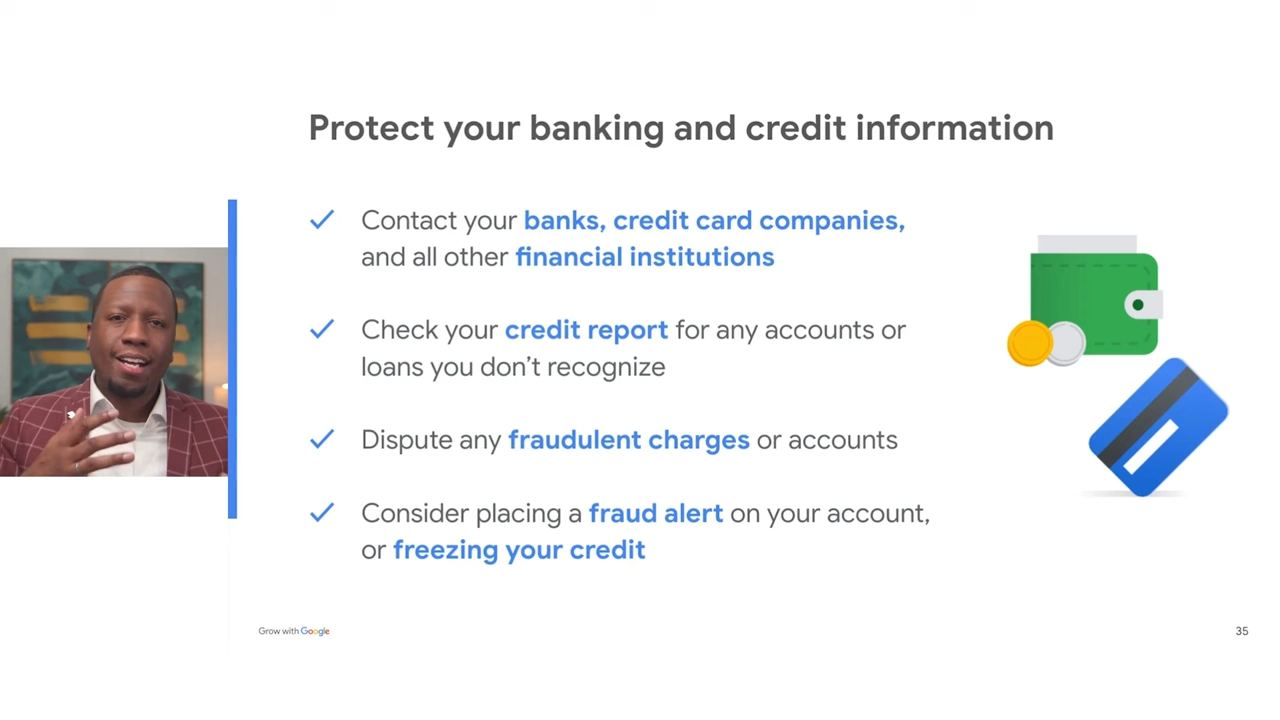 Protect your banking and credit information
Contact your banks, credit card companies,
and all other financial institutions
Check your credit report for any accounts or
loans you don’t recognize
Dispute any fraudulent charges or accounts
Consider placing a fraud alert on your account,
or freezing your credit
Grow with Google
35